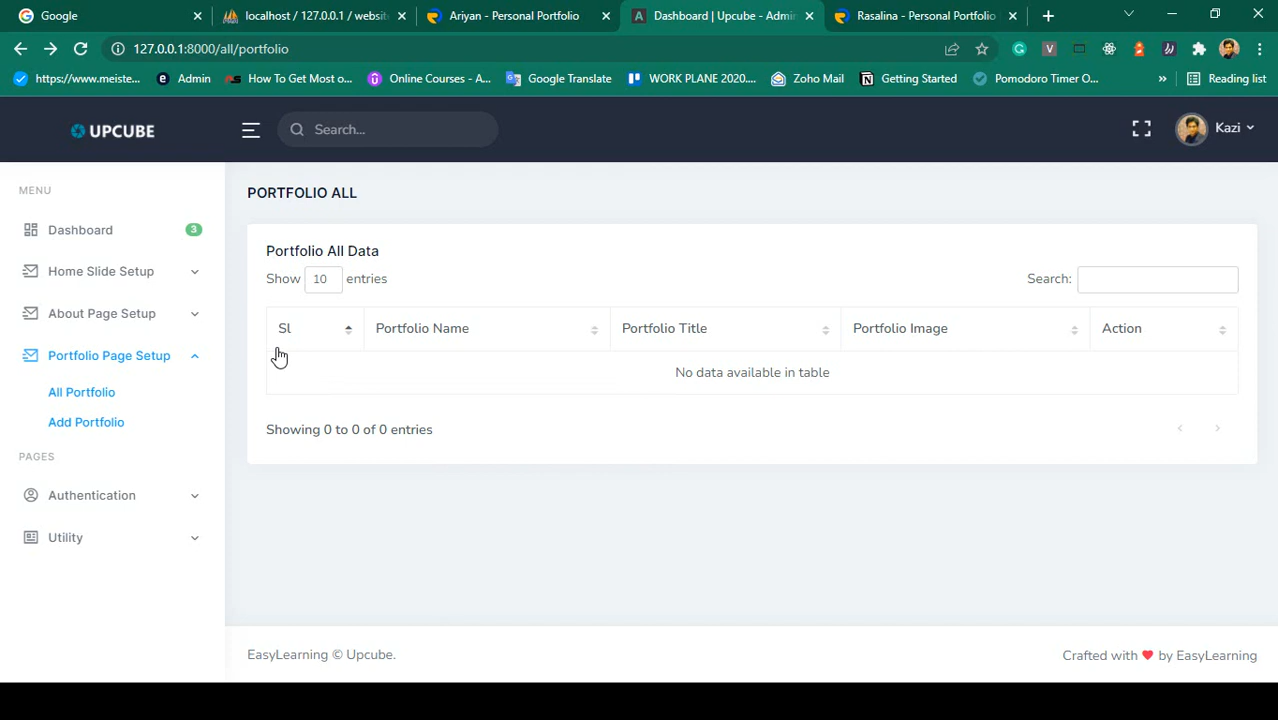 Google
localhost / 127.0.0.1 / websit
Ariyan - Personal Portfolio
Dashboard | Upcube - Admin
Rasalina - Personal Portfolio
127.0.0.1:8000/all/portfolio
https://www.meiste...
Admin
How To Get Most o...
Online Courses - A...
Google Translate
WORK PLANE 2020....
Zoho Mail
Getting Started
Pomodoro Timer O...
»
Reading list
UPCUBE
Search...
Kazi
MENU
Dashboard
3
Home Slide Setup
About Page Setup
Portfolio Page Setup
All Portfolio
Add Portfolio
PAGES
Authentication
Utility
PORTFOLIO ALL
Portfolio All Data
Show 10 entries
Search:
Sl Portfolio Name Portfolio Title Portfolio Image Action
No data available in table
Showing 0 to 0 of 0 entries
EasyLearning © Upcube.
Crafted with ❤ by EasyLearning